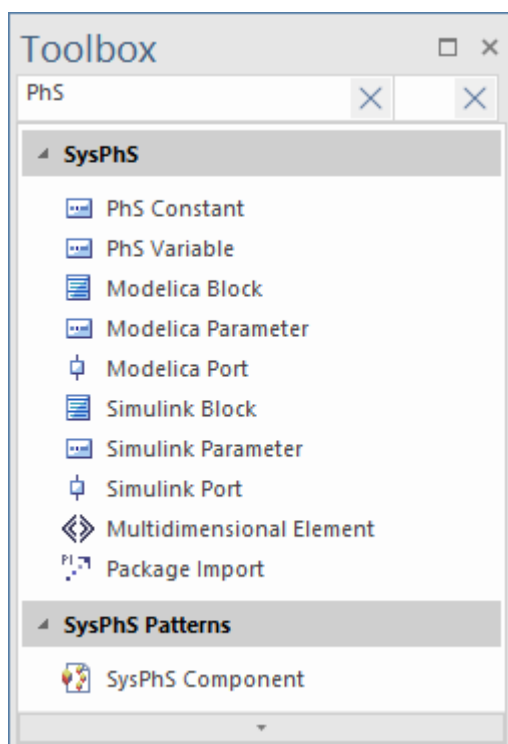 Toolbox
PhS
SysPhS
PhS Constant
PhS Variable
Modelica Block
Modelica Parameter
Modelica Port
Simulink Block
Simulink Parameter
Simulink Port
Multidimensional Element
PI
Package Import
SysPhS Patterns
SysPhS Component